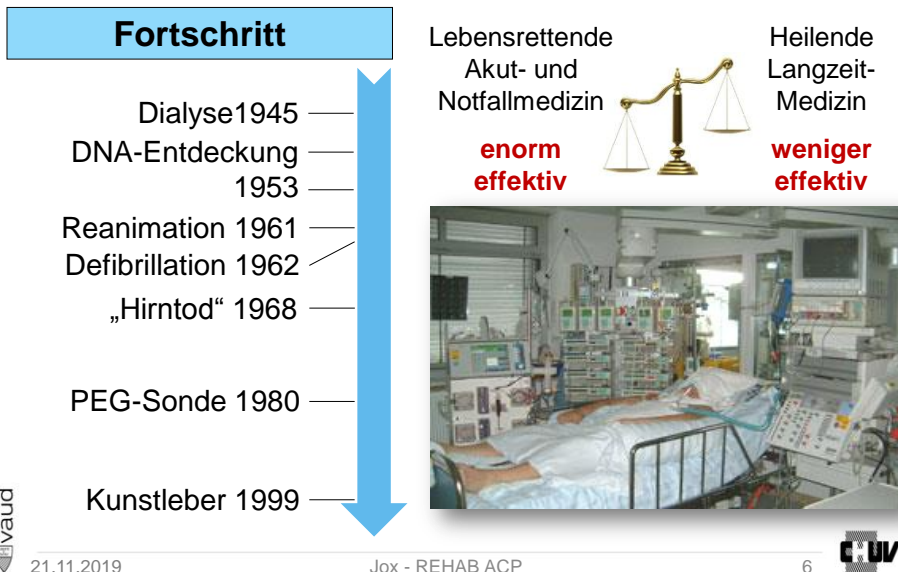 Fortschritt
Dialyse1945
DNA-Entdeckung
1953
Reanimation 1961
Defibrillation 1962
„Hirntod“ 1968
PEG-Sonde 1980
Kunstleber 1999
Lebensrettende
Akut- und
Notfallmedizin
enorm
effektiv
Heilende
Langzeit-
Medizin
weniger
effektiv
vaud
21.11.2019
Jox - REHAB ACP
6
CHUV